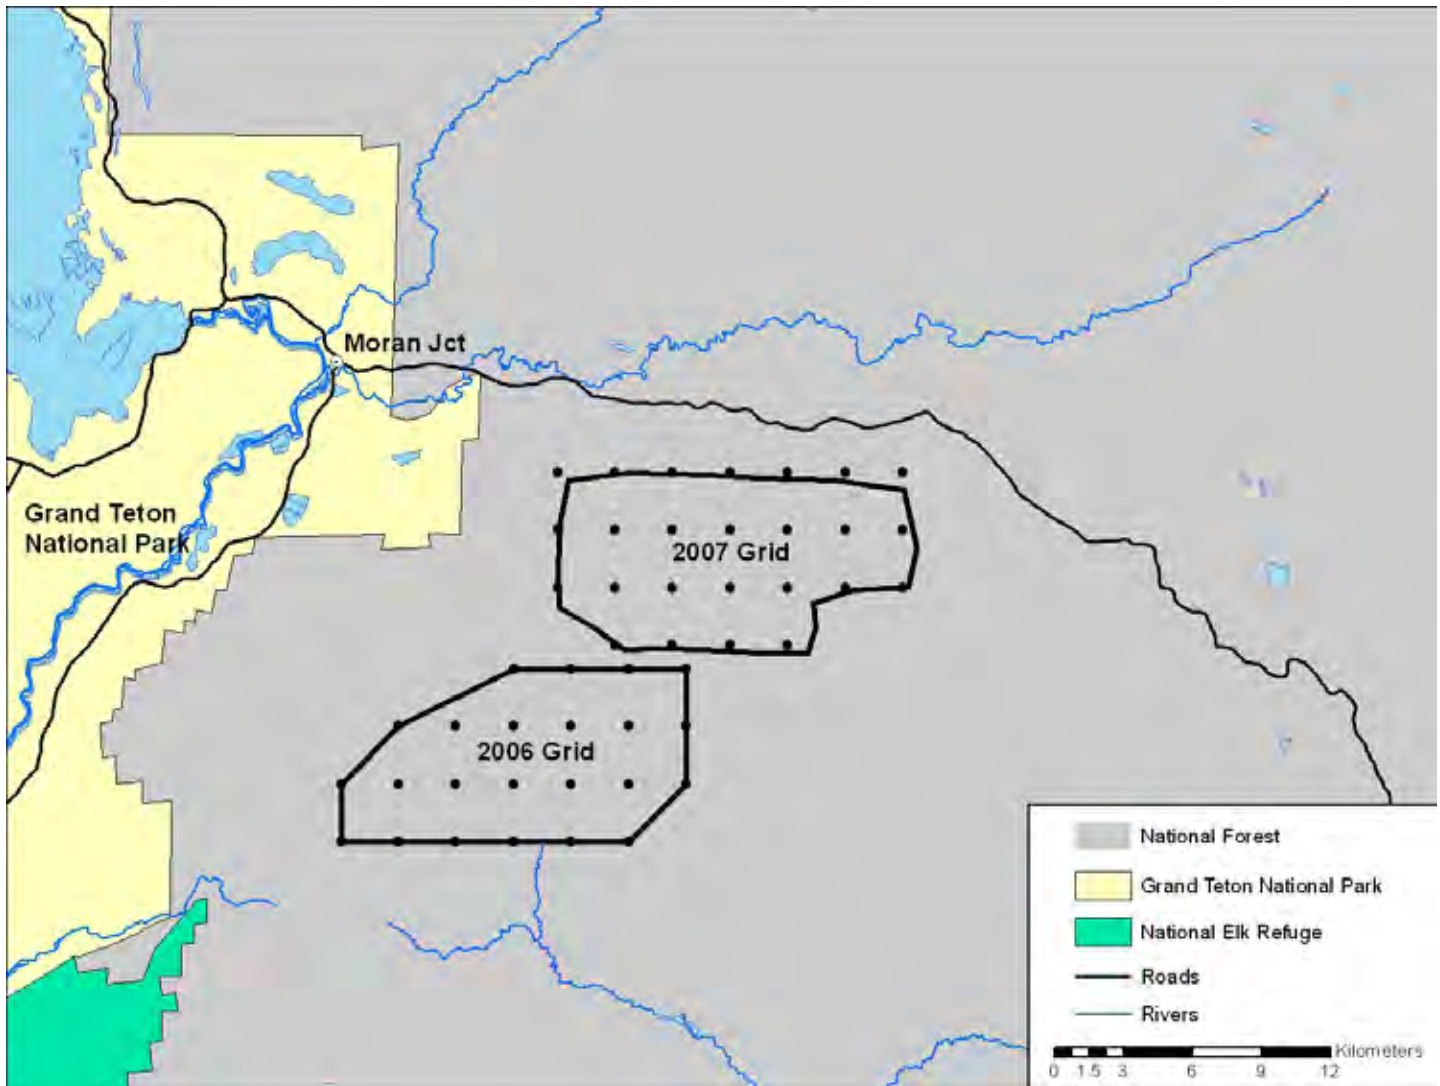 Moran Jct
Grand Teton
National Park
2007 Grid
2006 Grid
National Forest
Grand Teton National Park
National Elk Refuge
Roads
Rivers
Kilometers
0 1.5 3 6 9 12